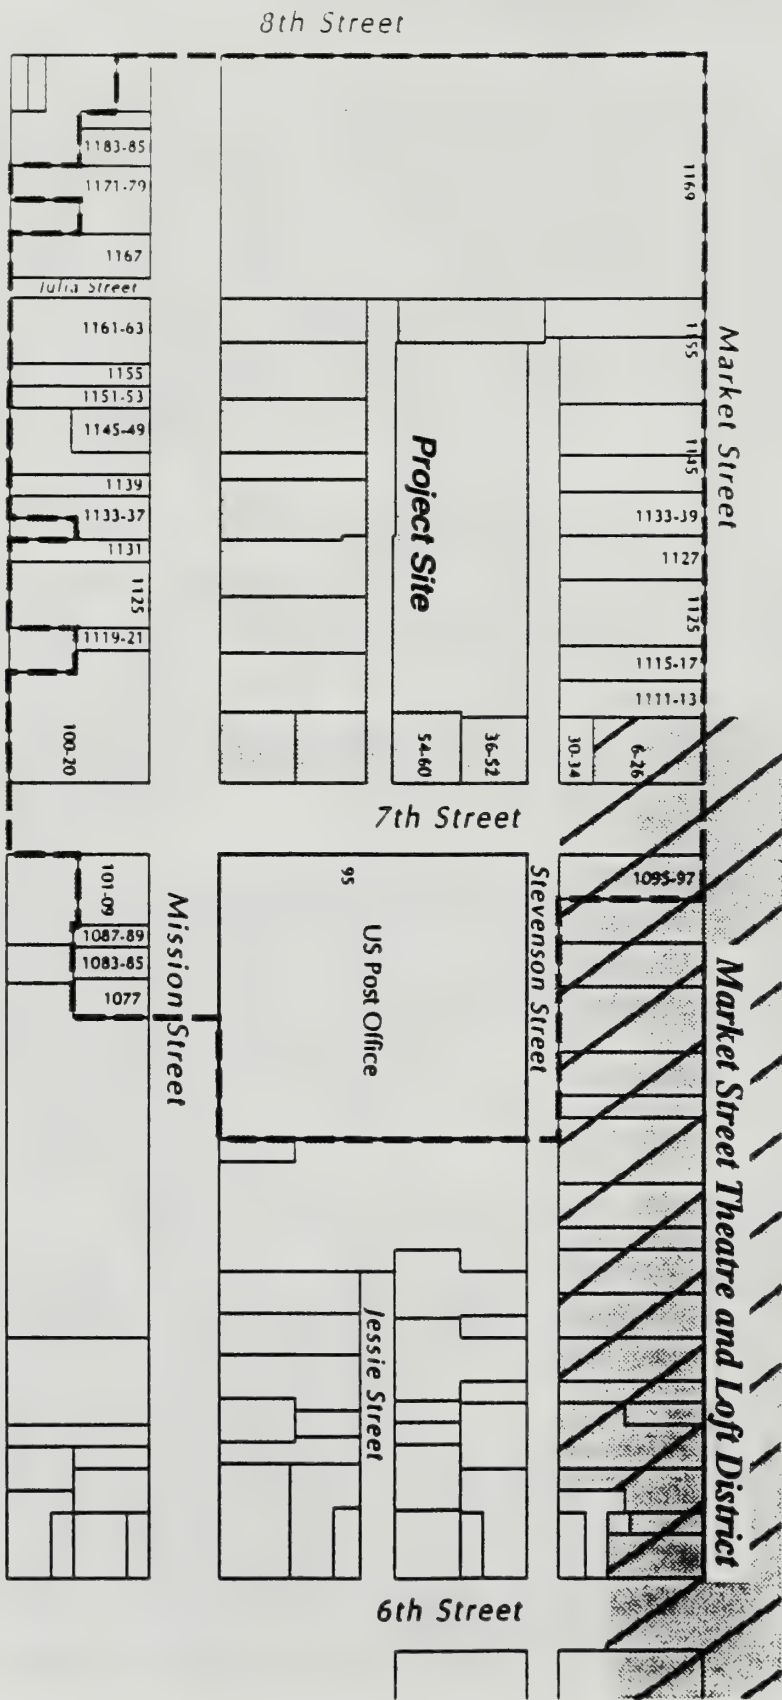 8th Street
1183-85
1171-79
1167
Julia Street
1161-63
1155
1151-53
1145-49
1139
1133-37
1131
1125
1119-21
100-20
1169
Market Street
1155
1145
1133-39
1127
1125
1115-17
1111-13
Project Site
54-60
36-52
30-34
6-26
7th Street
101-09
1087-89
1083-85
1077
Mission Street
95
US Post Office
Stevenson Street
1095-97
Market Street Theatre and Loft District
Jessie Street
6th Street